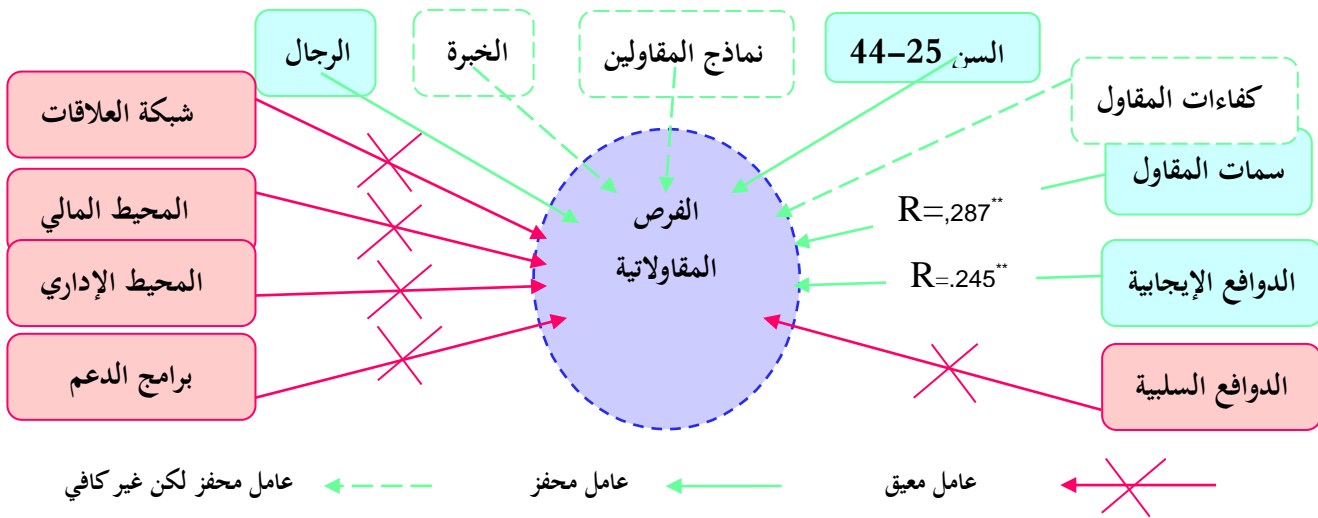 السن 25–44
نماذج المقاولين
الخبرة
الرجال
كفاءات المقاول
شبكة العلاقات
سمات المقاول
المحيط المالي
الفرص
المقاولاتية
R=,287**
المحيط الإداري
R=.245**
الدوافع الإيجابية
برامج الدعم
الدوافع السلبية
عامل معيق
عامل محفز
عامل محفز لكن غير كافي